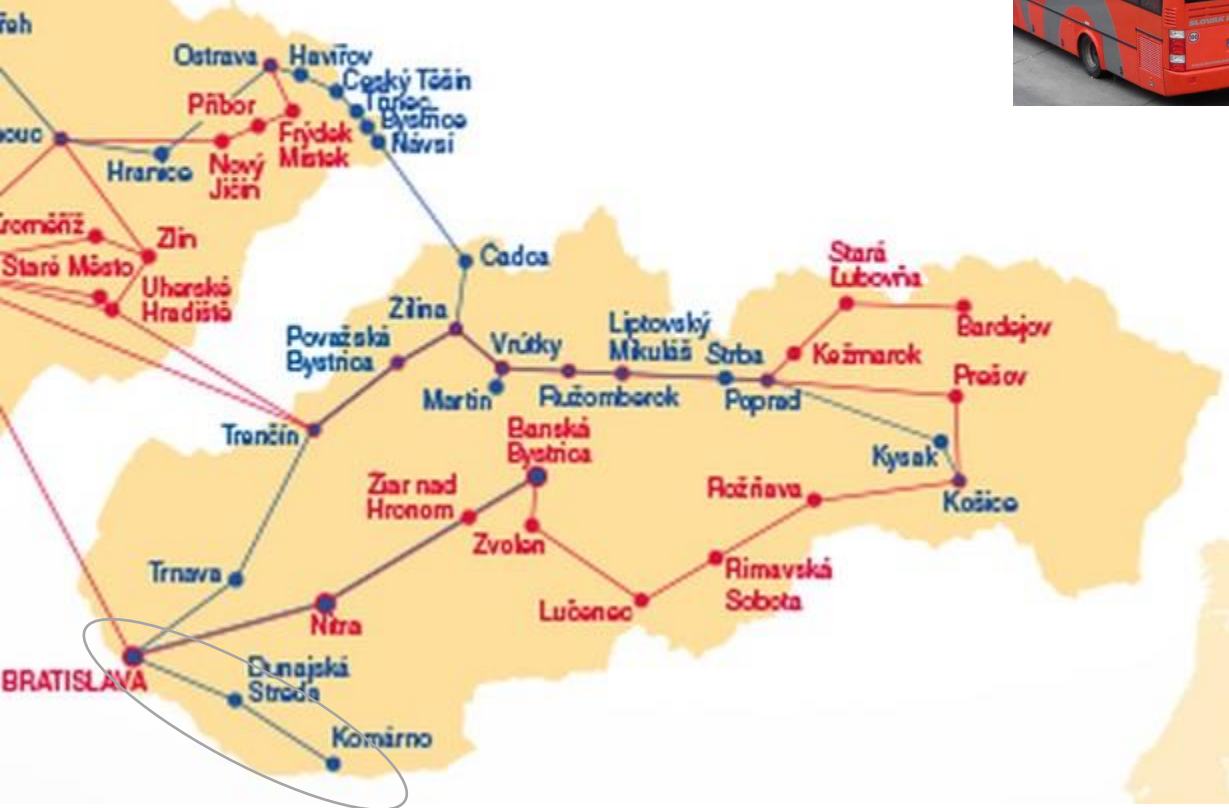 Ostrava
Havířov
Český Těšín
Třinec
Bystřice
Návsí
Příbor
Frýdek
Místek
Hranice
Nový
Jičín
Zlín
Staré Město
Uherské
Hradiště
Čadca
Žilina
Považská
Bystrica
Vrútky
Martin
Ružomberok
Liptovský
Mikuláš
Štrba
Poprad
Stará
Ľubovňa
Bardejov
Kežmarok
Prešov
Kysak
Košice
Trenčín
Banská
Bystrica
Žiar nad
Hronom
Zvolen
Rožňava
Rimavská
Sobota
Lučenec
Trnava
Nitra
BRATISLAVA
Dunajská
Streda
Komárno